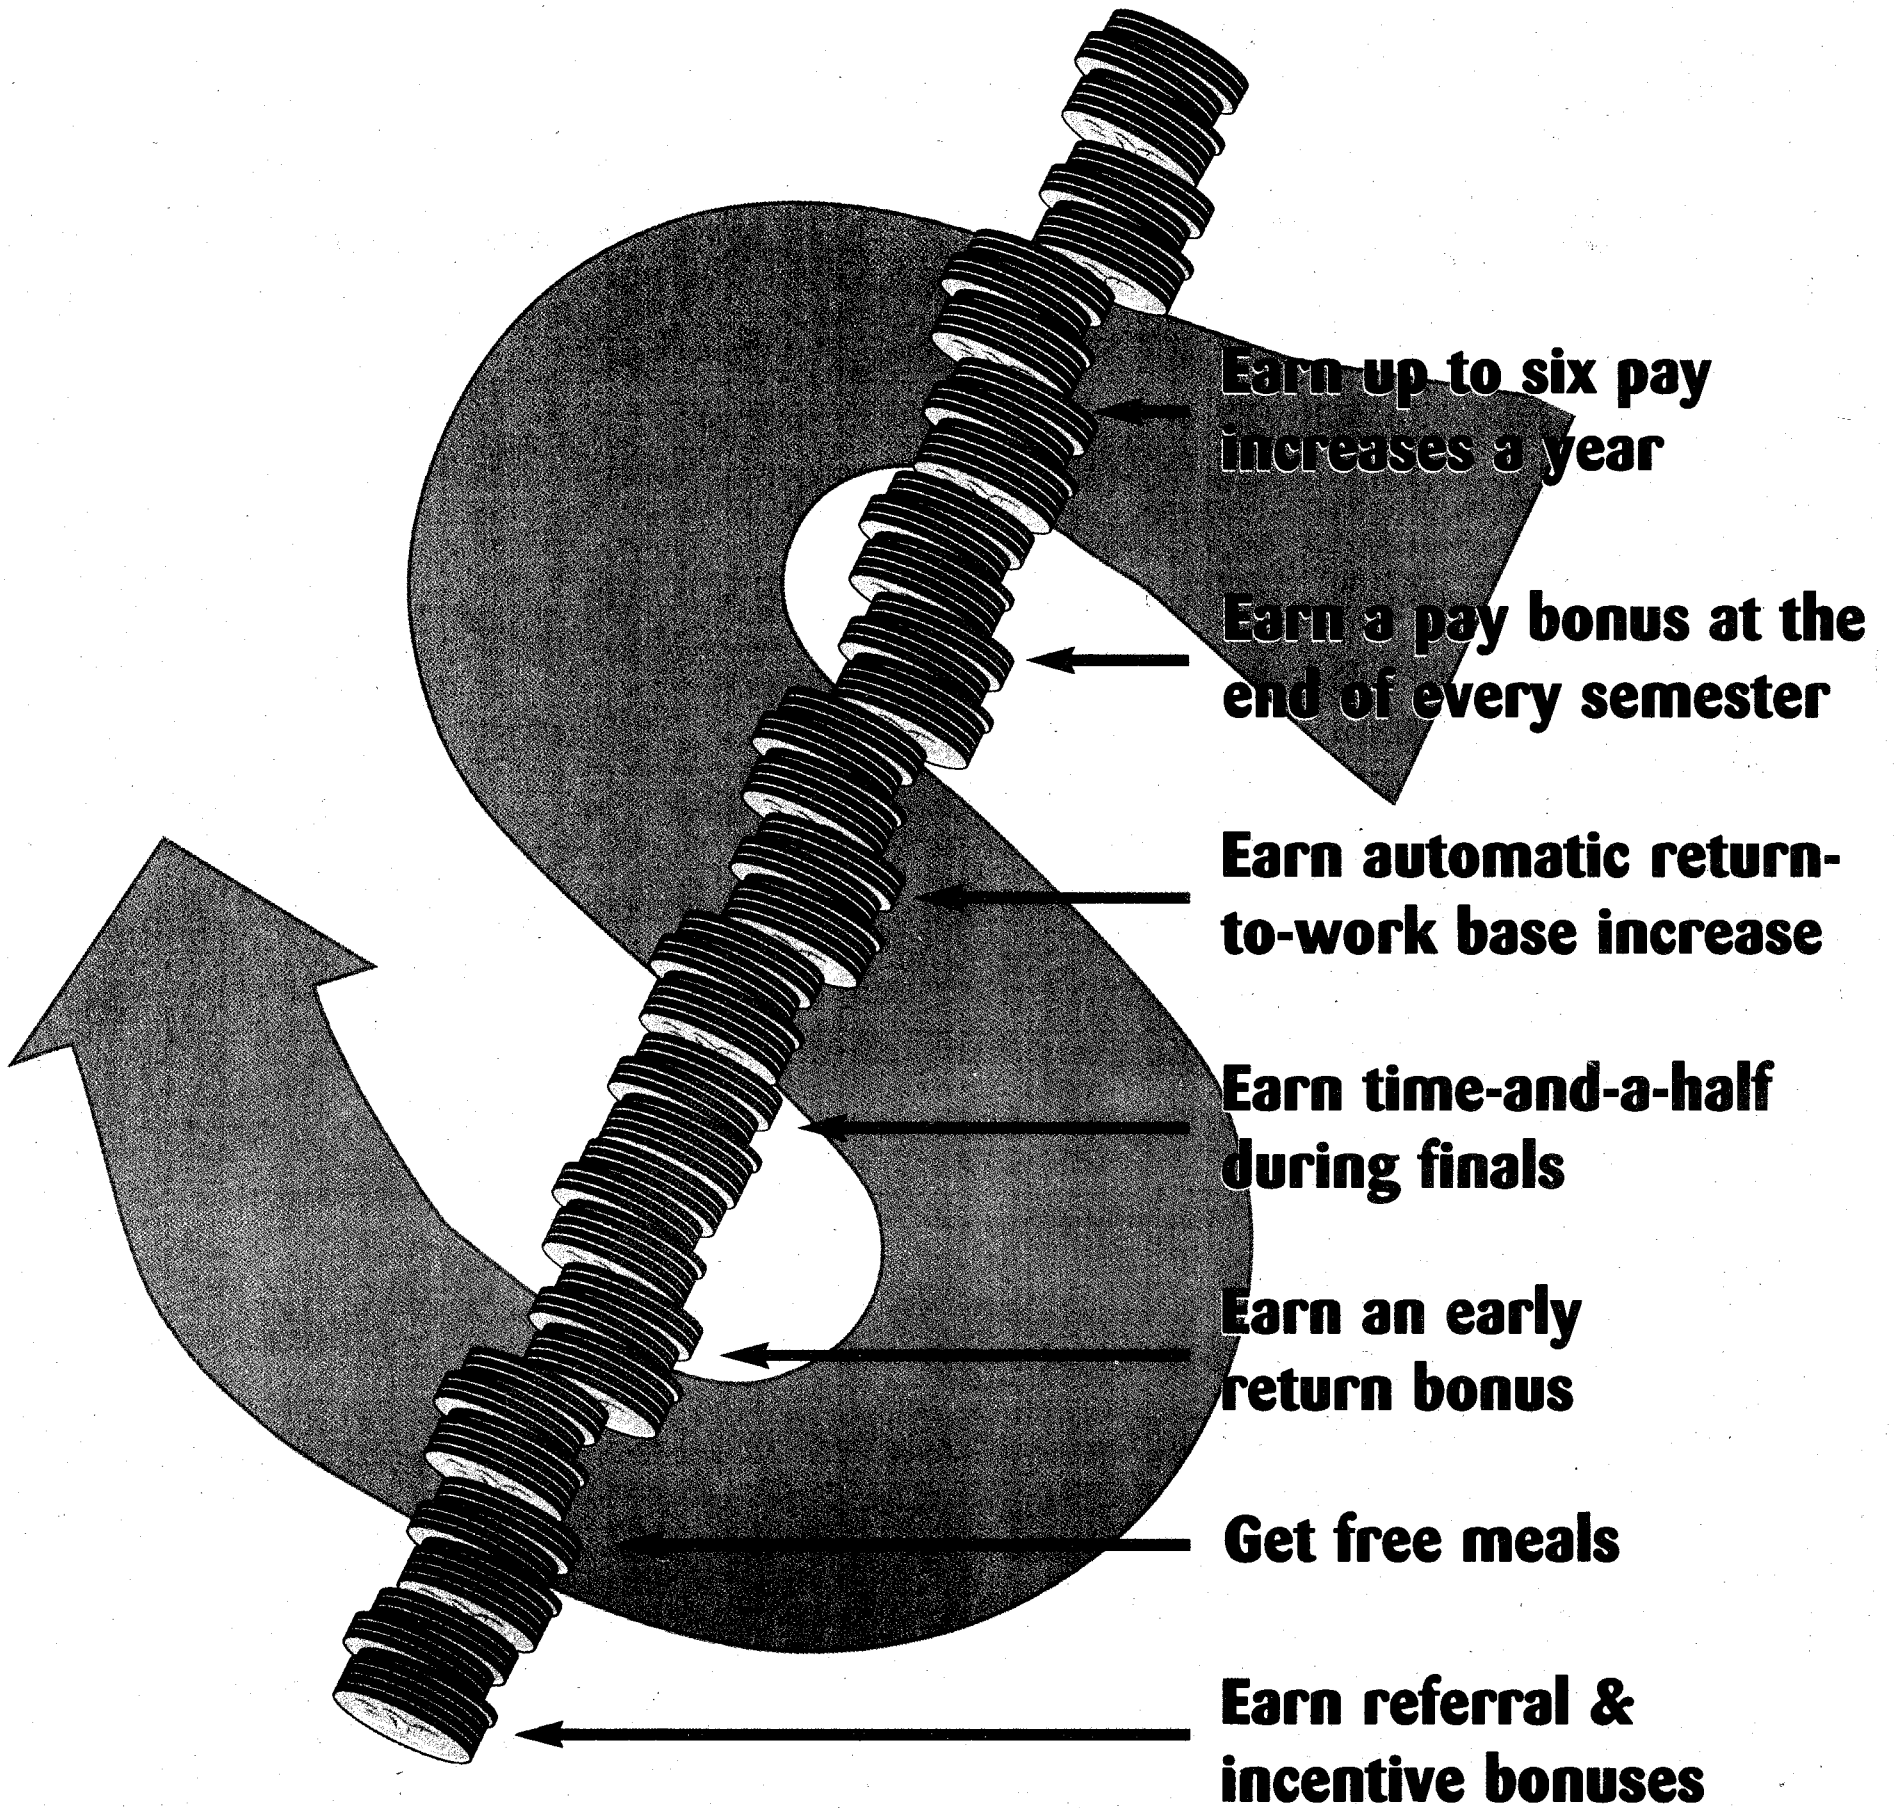 Earn up to six pay
increases a year
Earn a pay bonus at the
end of every semester
Earn automatic return-
to-work base increase
Earn time-and-a-half
during finals
Earn an early
return bonus
Get free meals
Earn referral &
incentive bonuses